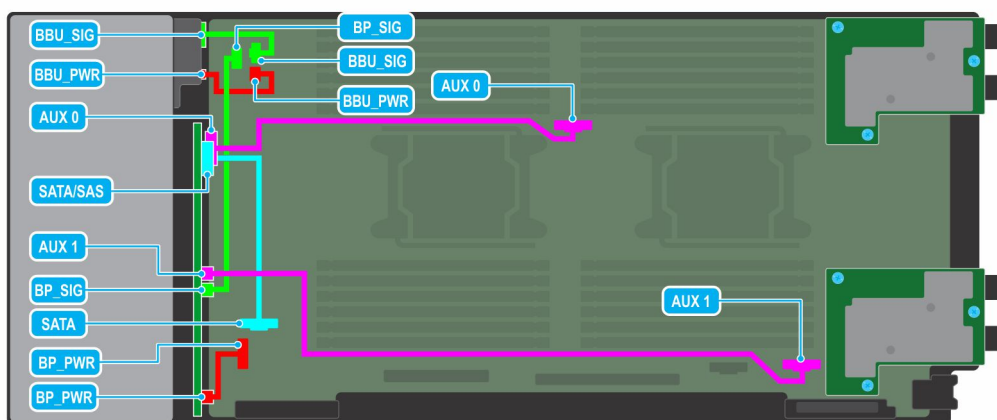 BBU_SIG
BBU_PWR
AUX 0
SATA/SAS
AUX 1
BP_SIG
SATA
BP_PWR
BP_PWR
BP_SIG
BBU_SIG
BBU_PWR
AUX 0
AUX 1